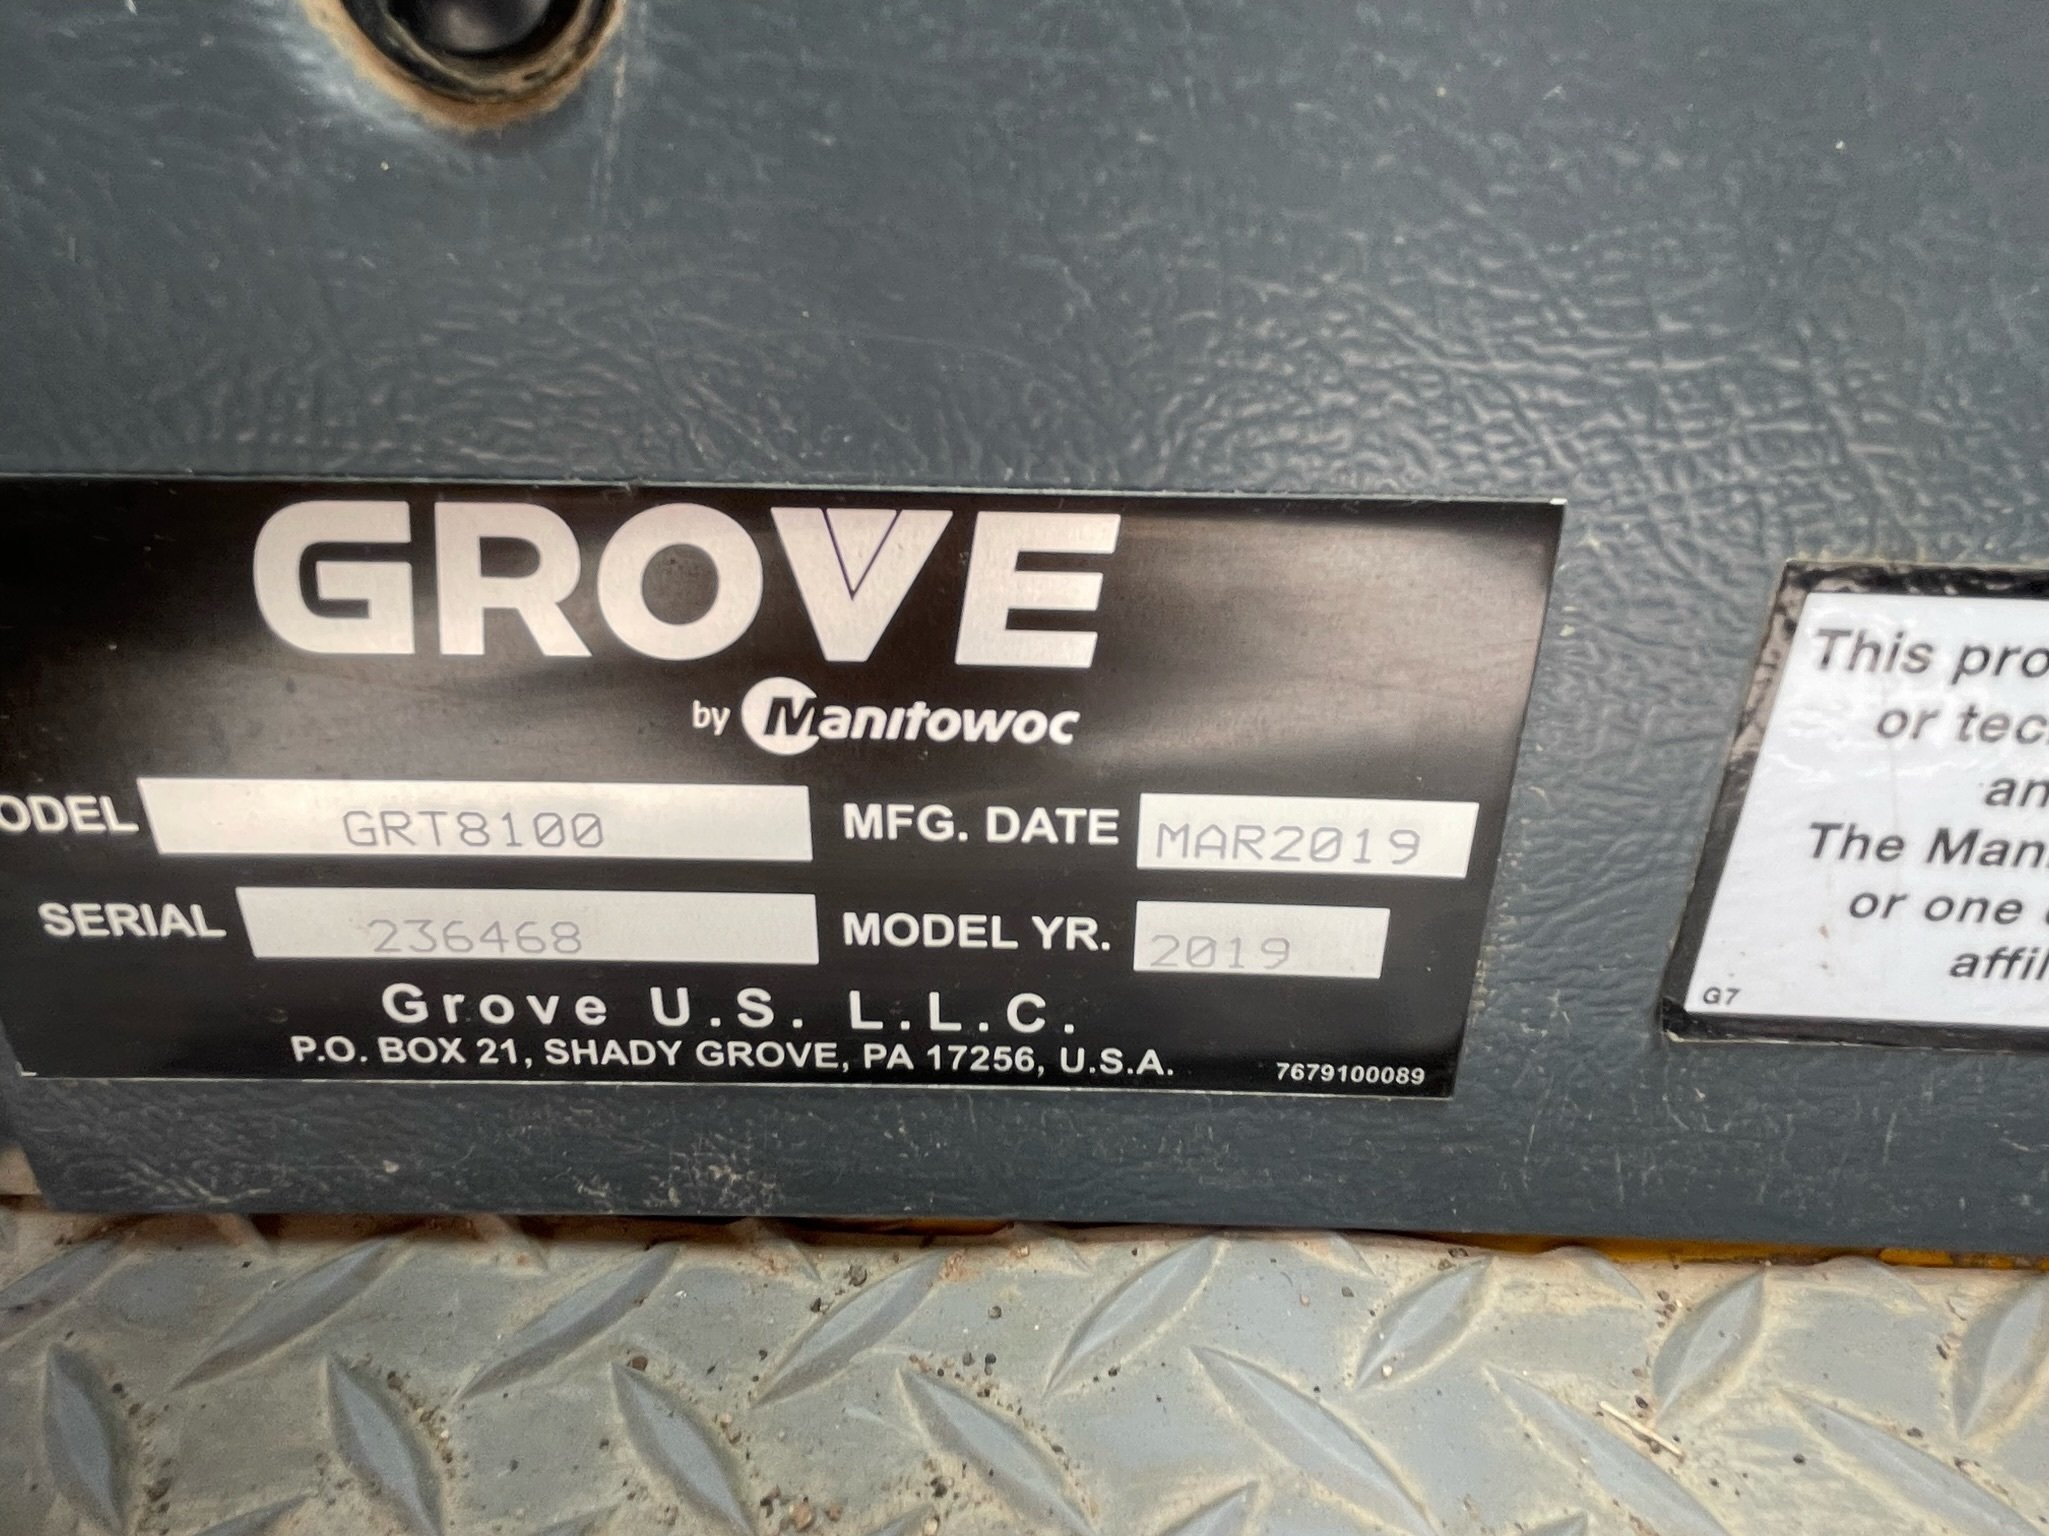 GROVE
by Manitowoc
ODEL GRT8100 MFG. DATE MAR2019
SERIAL 236468 MODEL YR. 2019
Grove U.S. L.L.C.
P.O. BOX 21, SHADY GROVE, PA 17256, U.S.A. 7679100089
This pro
or tec
an
The Man
or one
affil
G7